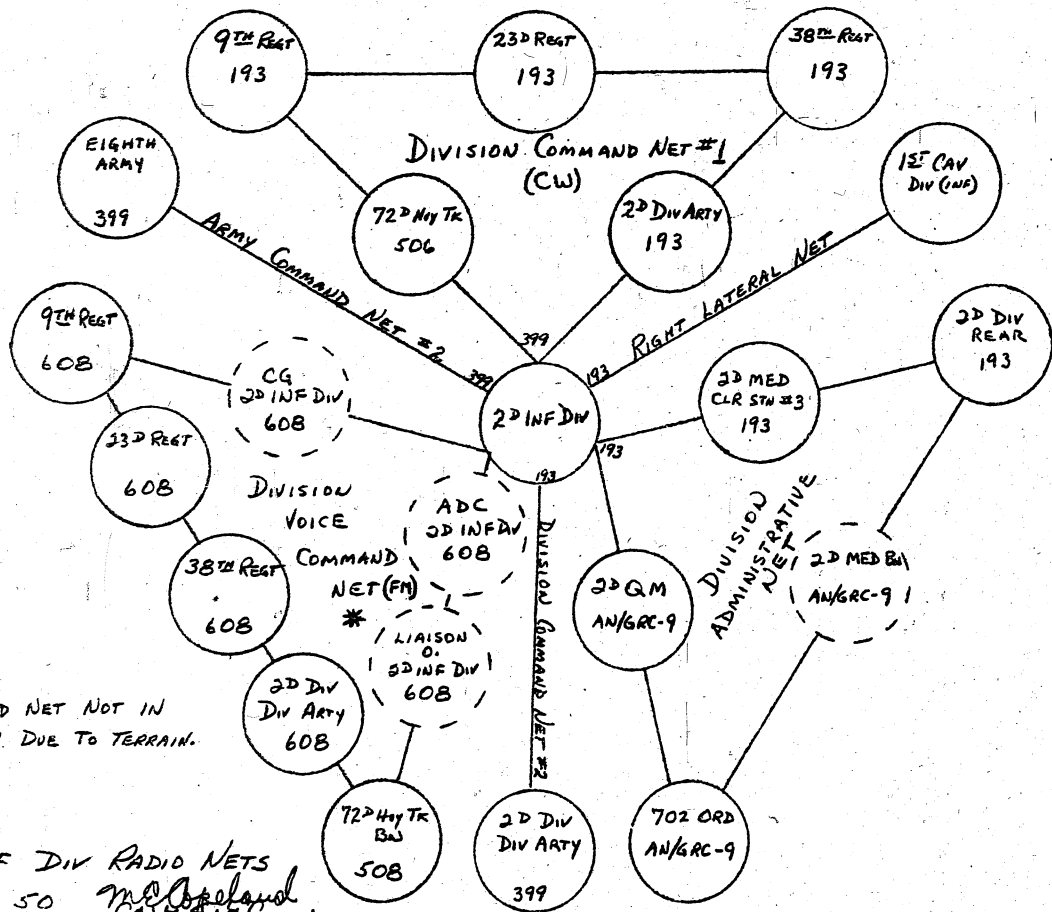 9TH REGT
193
23D REGT
193
38TH REGT
193
EIGHTH
ARMY
399
DIVISION COMMAND NET #1
(CW)
1ST CAV
DIV (INF)
72D HVY TK
506
2D DIV ARTY
193
ARMY COMMAND NET #2
399
399
193
RIGHT LATERAL NET
9TH REGT
608
CG
2D INF DIV
608
2D INF DIV
193
193
2D MED
CLR STN #3
193
2D DIV
REAR
193
23D REGT
608
DIVISION
VOICE
COMMAND
NET (FM)
*
ADC
2D INF DIV
608
DIVISION COMMAND NET #2
DIVISION
ADMINISTRATIVE
NET
38TH REGT
608
LIAISON
O.
2D INF DIV
608
2D QM
AN/GRC-9
2D MED BN
AN/GRC-9
2D DIV
DIV ARTY
608
D NET NOT IN
DUE TO TERRAIN.
72D HVY TK
BN
508
2D DIV
DIV ARTY
399
702 ORD
AN/GRC-9
DIV RADIO NETS
50 M E Copeland